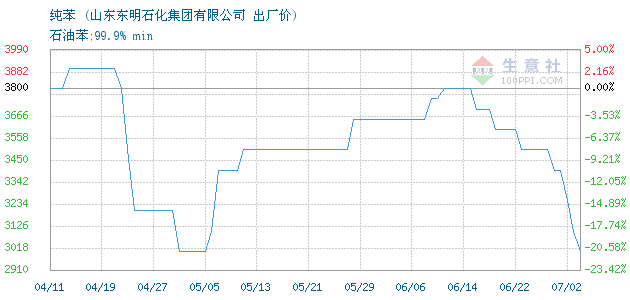 纯苯 (山东东明石化集团有限公司 出厂价)
石油苯;99.9% min
3990 5.00%
3882 2.16%
3800 0.00%
3666 -3.53%
3558 -6.37%
3450 -9.21%
3342 -12.05%
3234 -14.89%
3126 -17.74%
3018 -20.58%
2910 -23.42%
04/11 04/19 04/27 05/05 05/13 05/21 05/29 06/06 06/14 06/22 07/02
生意社
100PPI.COM